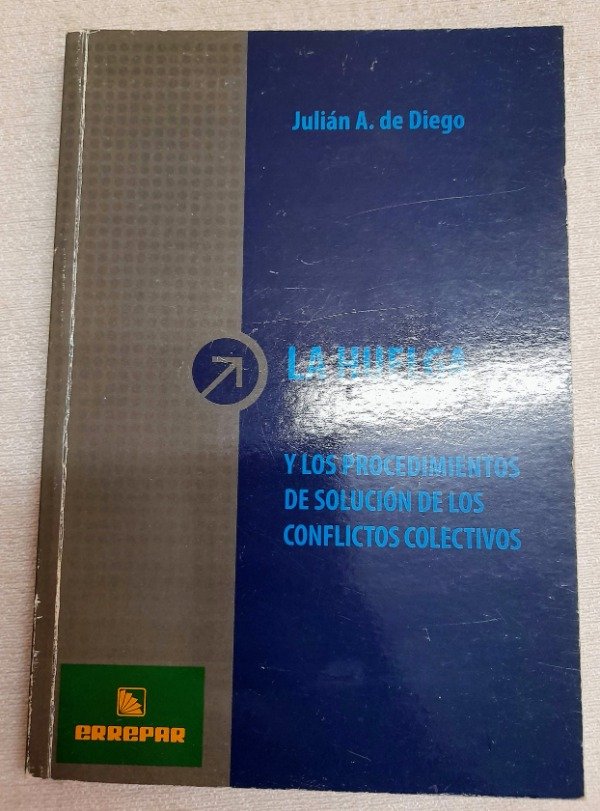 Julián A. de Diego
LA HUELGA
Y LOS PROCEDIMIENTOS
DE SOLUCIÓN DE LOS
CONFLICTOS COLECTIVOS
ERREPAR